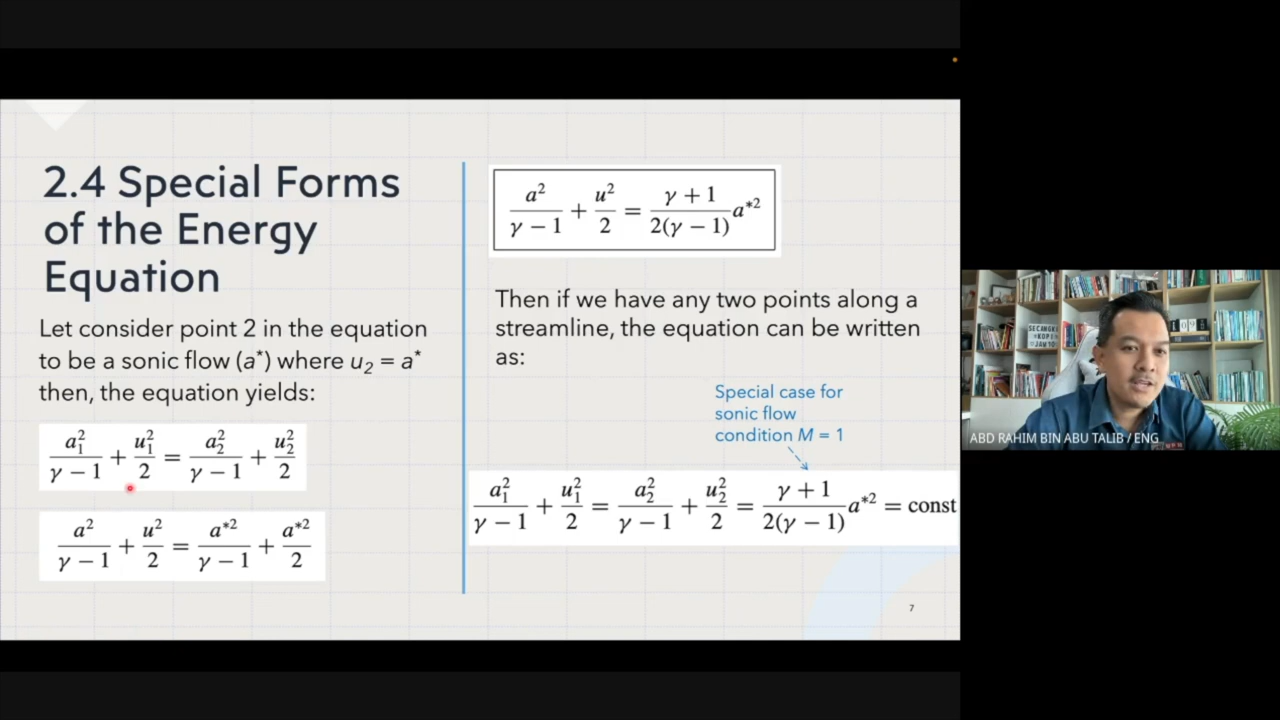 2.4 Special Forms
of the Energy
Equation
Let consider point 2 in the equation
to be a sonic flow (a*) where u₂ = a*
then, the equation yields:
a₁²/(γ − 1) + u₁²/2 = a₂²/(γ − 1) + u₂²/2
a²/(γ − 1) + u²/2 = a*²/(γ − 1) + a*²/2
a²/(γ − 1) + u²/2 = (γ + 1)/(2(γ − 1)) a*²
Then if we have any two points along a
streamline, the equation can be written
as:
Special case for
sonic flow
condition M = 1
a₁²/(γ − 1) + u₁²/2 = a₂²/(γ − 1) + u₂²/2 = (γ + 1)/(2(γ − 1)) a*² = const
7
ABD RAHIM BIN ABU TALIB / ENG